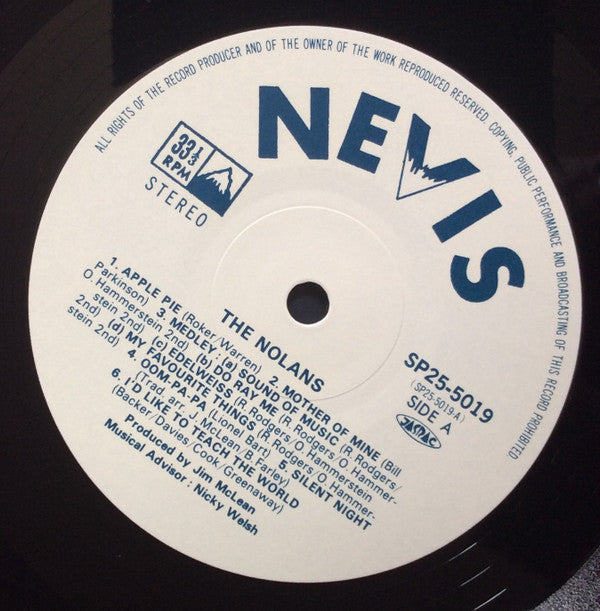 ALL RIGHTS OF THE RECORD PRODUCER AND OF THE OWNER OF THE WORK REPRODUCED RESERVED. COPYING, PUBLIC PERFORMANCE AND BROADCASTING OF THIS RECORD PROHIBITED
NEVIS
33⅓
RPM
STEREO
THE NOLANS
SP25-5019
(SP25-5019-A)
SIDE A
JASRAC
1. APPLE PIE (Roker/Warren) 2. MOTHER OF MINE (Bill
Parkinson) 3. MEDLEY: (a) SOUND OF MUSIC (R. Rodgers/
O. Hammerstein 2nd) (b) DO RAY ME (R. Rodgers/O. Hammer-
stein 2nd) (c) EDELWEISS (R. Rodgers/O. Hammerstein
2nd) (d) MY FAVOURITE THINGS (R. Rodgers/O. Hammer-
stein 2nd) 4. OOM-PA-PA (Lionel Bart) 5. SILENT NIGHT
(Trad. arr. J. McLean/B. Farley)
6. I'D LIKE TO TEACH THE WORLD
(Backer/Davies/Cook/Greenaway)
Produced by Jim McLean
Musical Advisor : Nicky Welsh